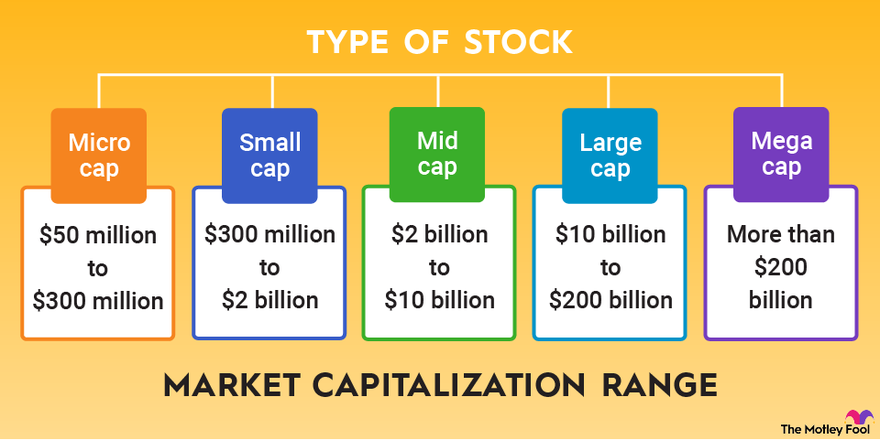 TYPE OF STOCK
Micro
cap
$50 million
to
$300 million
Small
cap
$300 million
to
$2 billion
Mid
cap
$2 billion
to
$10 billion
Large
cap
$10 billion
to
$200 billion
Mega
cap
More than
$200
billion
MARKET CAPITALIZATION RANGE
The Motley Fool